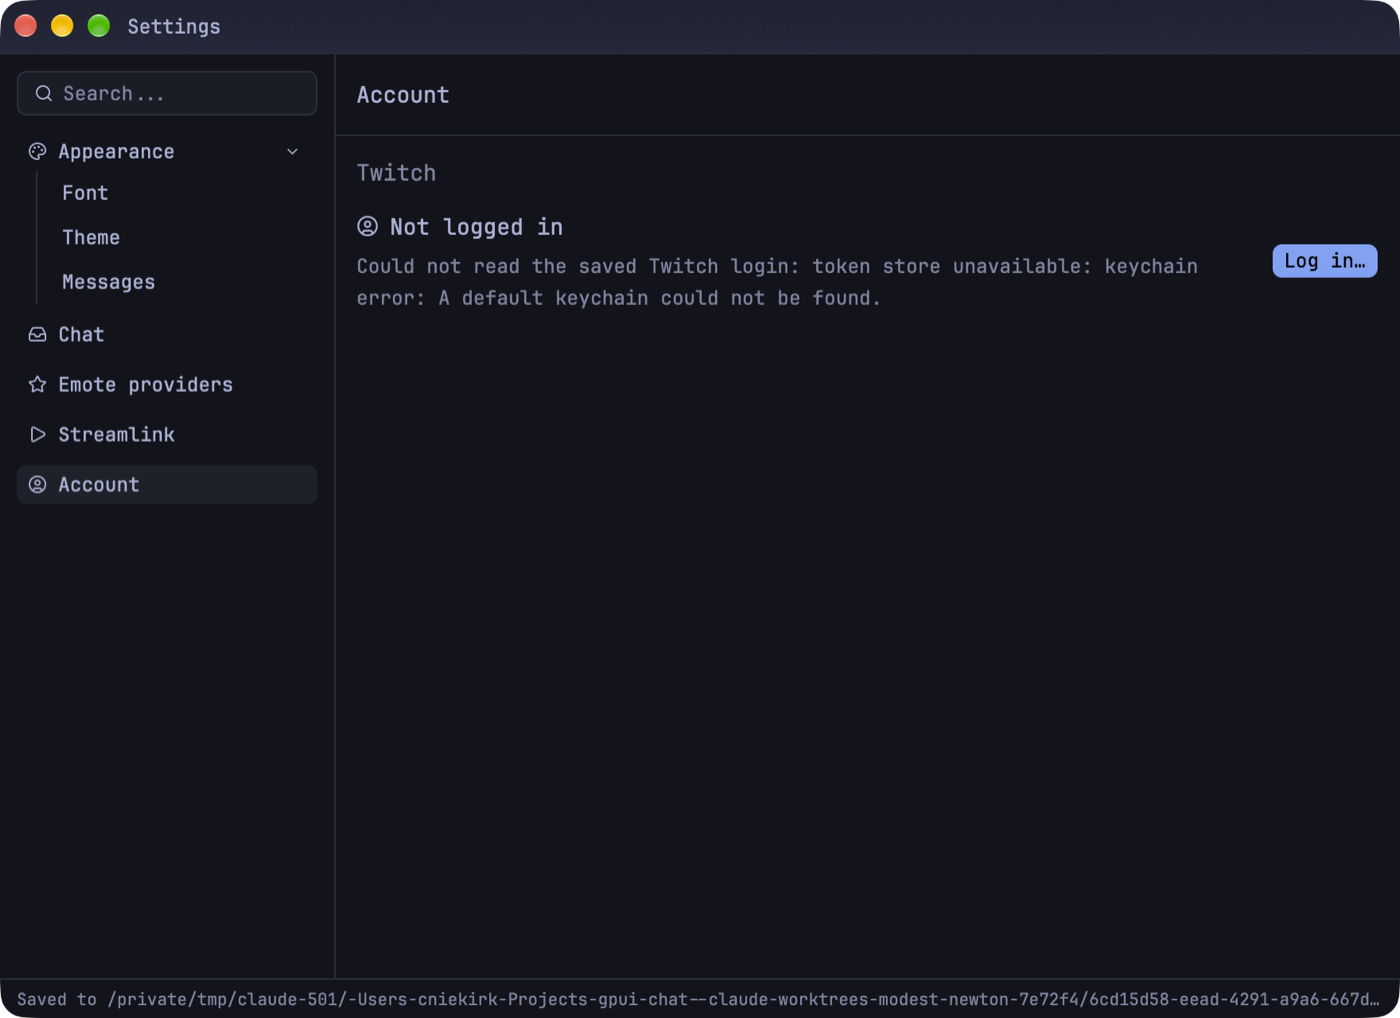 Settings
Search...
Appearance
Font
Theme
Messages
Chat
Emote providers
Streamlink
Account
Account
Twitch
Not logged in
Could not read the saved Twitch login: token store unavailable: keychain
error: A default keychain could not be found.
Log in…
Saved to /private/tmp/claude-501/-Users-cniekirk-Projects-gpui-chat--claude-worktrees-modest-newton-7e72f4/6cd15d58-eead-4291-a9a6-667d…